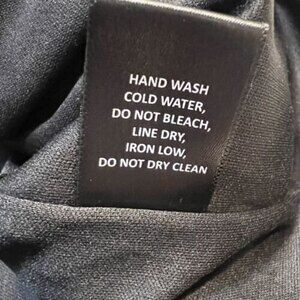 HAND WASH
COLD WATER,
DO NOT BLEACH,
LINE DRY,
IRON LOW,
DO NOT DRY CLEAN